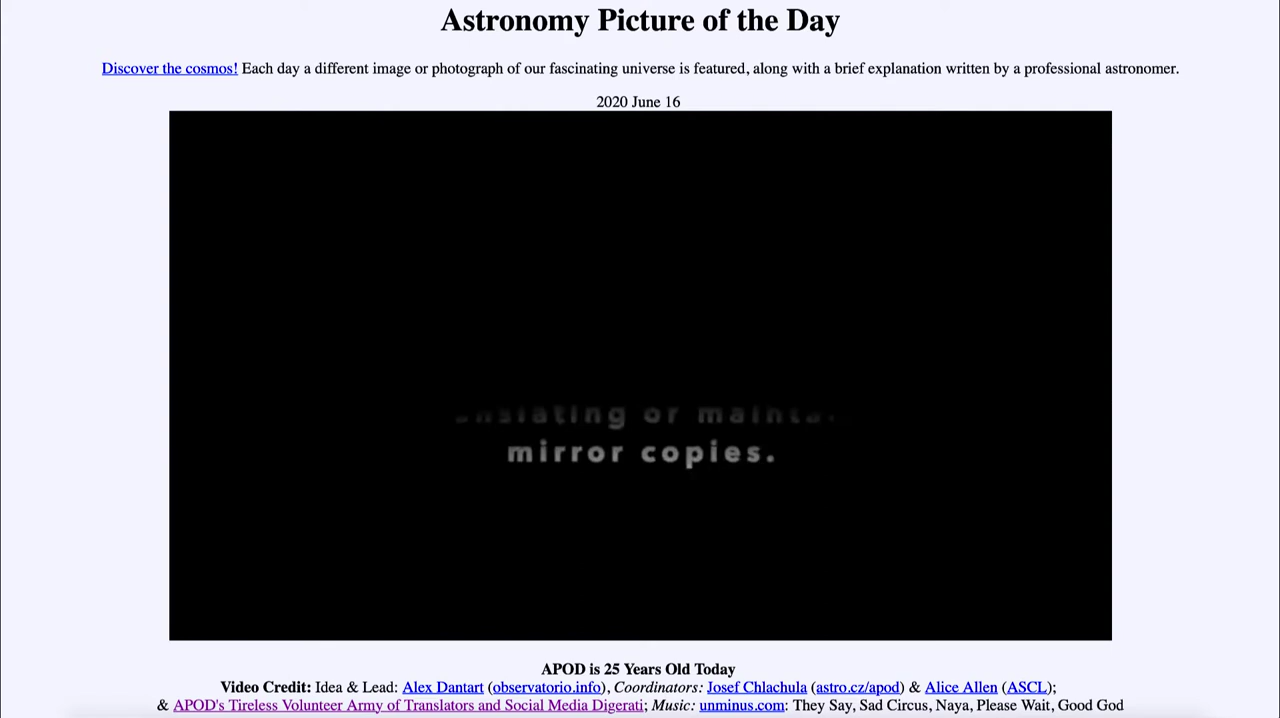 Astronomy Picture of the Day
Discover the cosmos! Each day a different image or photograph of our fascinating universe is featured, along with a brief explanation written by a professional astronomer.
2020 June 16
or
mirror copies.
APOD is 25 Years Old Today
Video Credit: Idea & Lead: Alex Dantart (observatorio.info), Coordinators: Josef Chlachula (astro.cz/apod) & Alice Allen (ASCL);
& APOD's Tireless Volunteer Army of Translators and Social Media Digerati; Music: unminus.com: They Say, Sad Circus, Naya, Please Wait, Good God